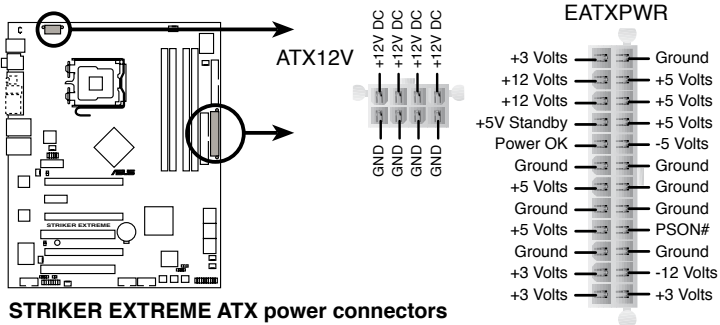 EATXPWR
ATX12V
+12V DC
+12V DC
+12V DC
+12V DC
GND
GND
GND
GND
+3 Volts Ground
+12 Volts +5 Volts
+12 Volts +5 Volts
+5V Standby +5 Volts
Power OK -5 Volts
Ground Ground
+5 Volts Ground
Ground Ground
+5 Volts PSON#
Ground Ground
+3 Volts -12 Volts
+3 Volts +3 Volts
ASUS
STRIKER EXTREME
STRIKER EXTREME ATX power connectors